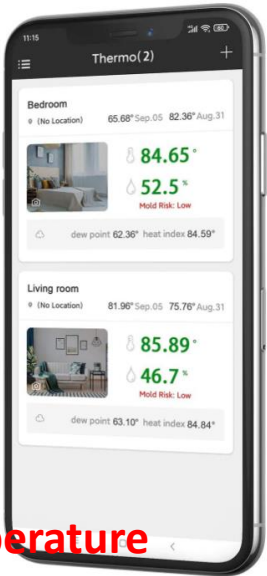 11:15
Thermo(2) +
Bedroom
(No Location) 65.68° Sep.05 82.36° Aug.31
84.65°
52.5%
Mold Risk: Low
dew point 62.36° heat index 84.59°
Living room
(No Location) 81.96° Sep.05 75.76° Aug.31
85.89°
46.7%
Mold Risk: Low
dew point 63.10° heat index 84.84°
perature